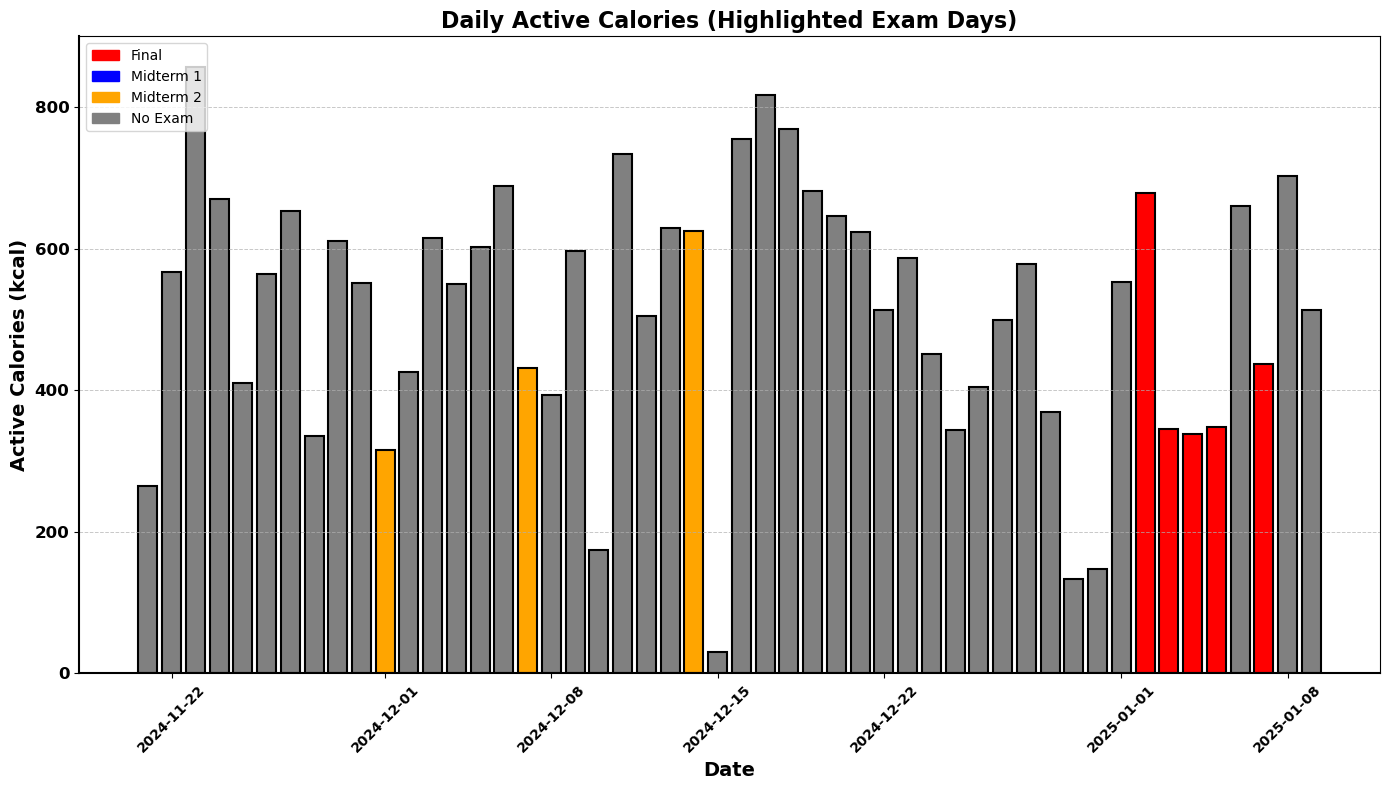 Daily Active Calories (Highlighted Exam Days)
Final
Midterm 1
Midterm 2
No Exam
Active Calories (kcal)
800
600
400
200
0
2024-11-22
2024-12-01
2024-12-08
2024-12-15
2024-12-22
2025-01-01
2025-01-08
Date